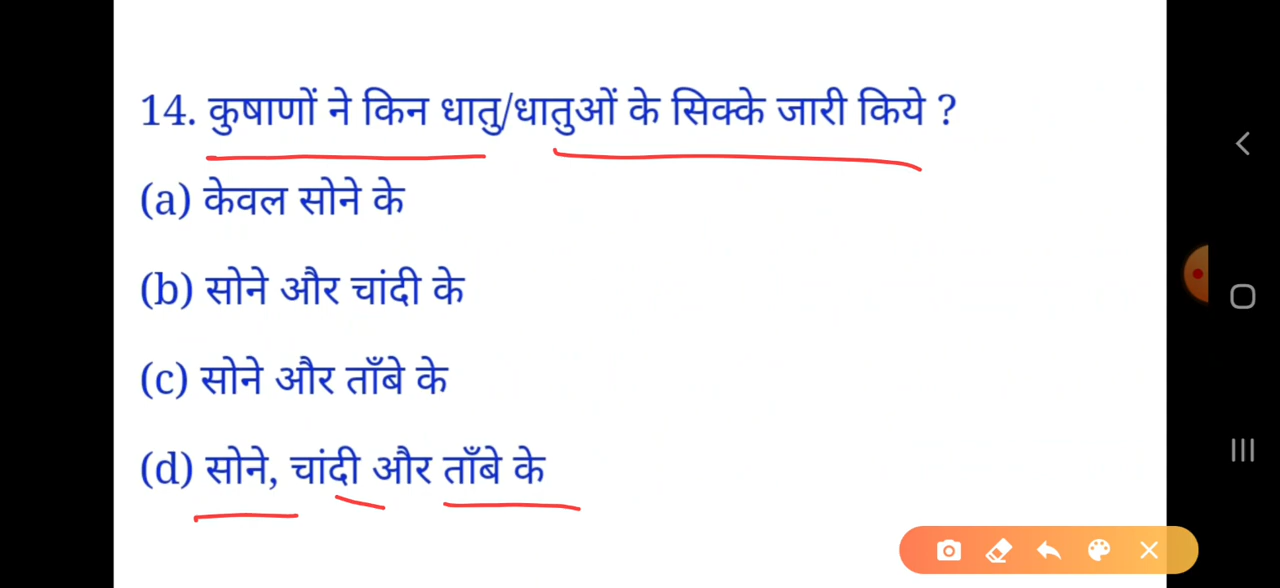 14. कुषाणों ने किन धातु/धातुओं के सिक्के जारी किये ?
(a) केवल सोने के
(b) सोने और चांदी के
(c) सोने और ताँबे के
(d) सोने, चांदी और ताँबे के